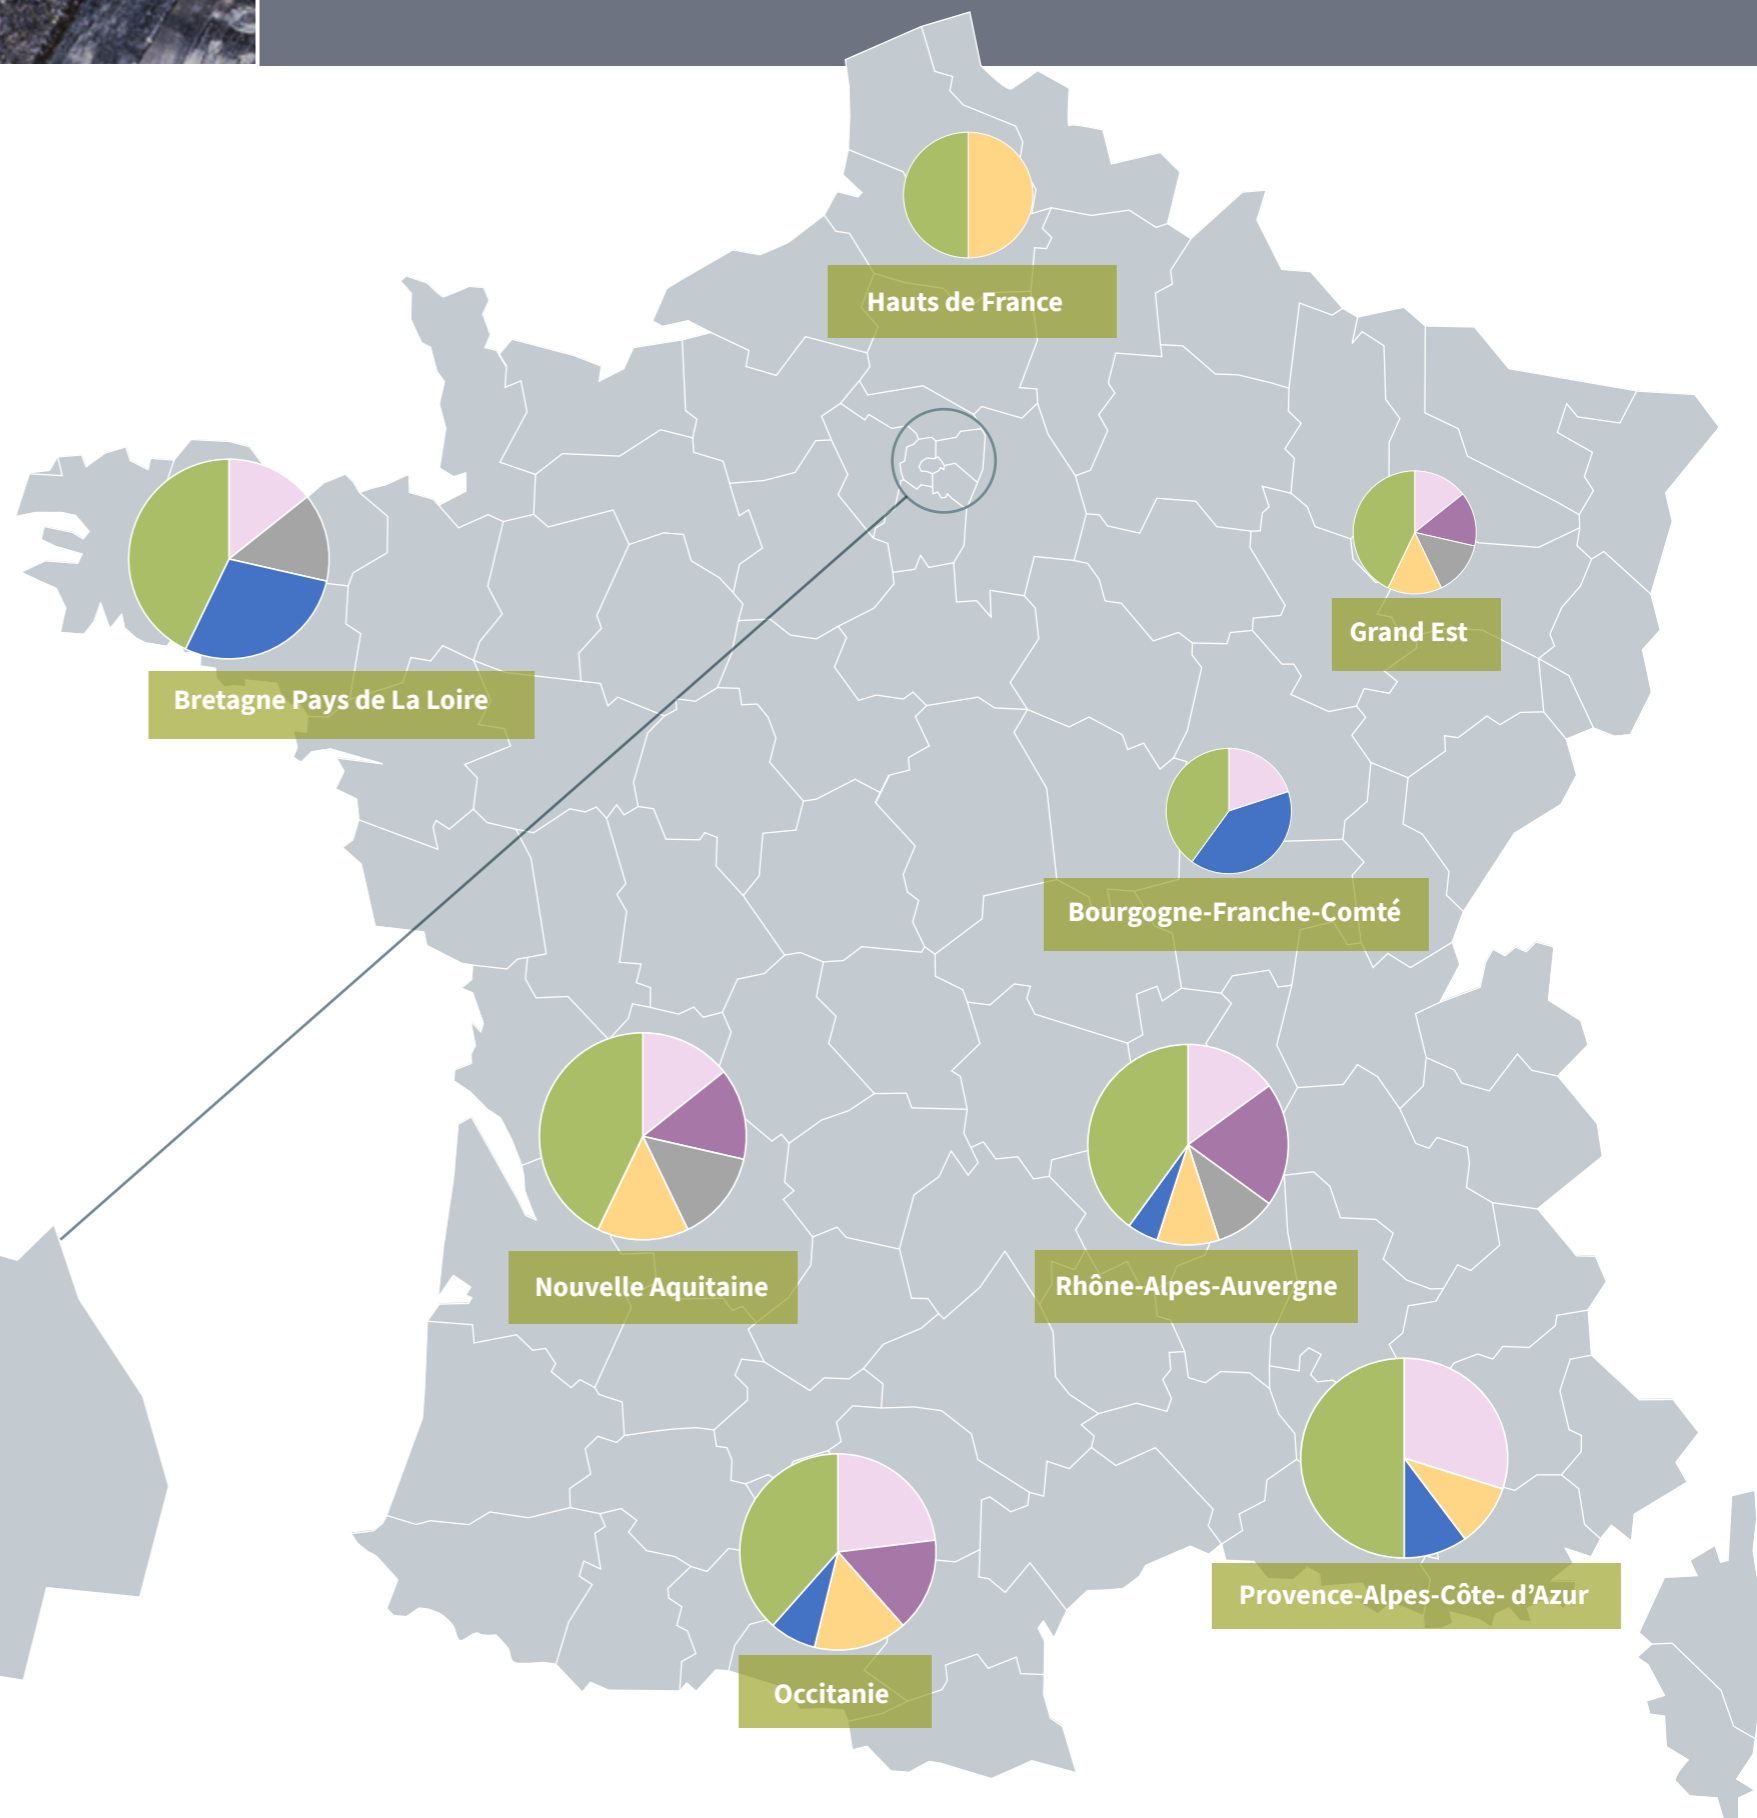 Hauts de France
Grand Est
Bretagne Pays de La Loire
Bourgogne-Franche-Comté
Nouvelle Aquitaine
Rhône-Alpes-Auvergne
Provence-Alpes-Côte- d’Azur
Occitanie